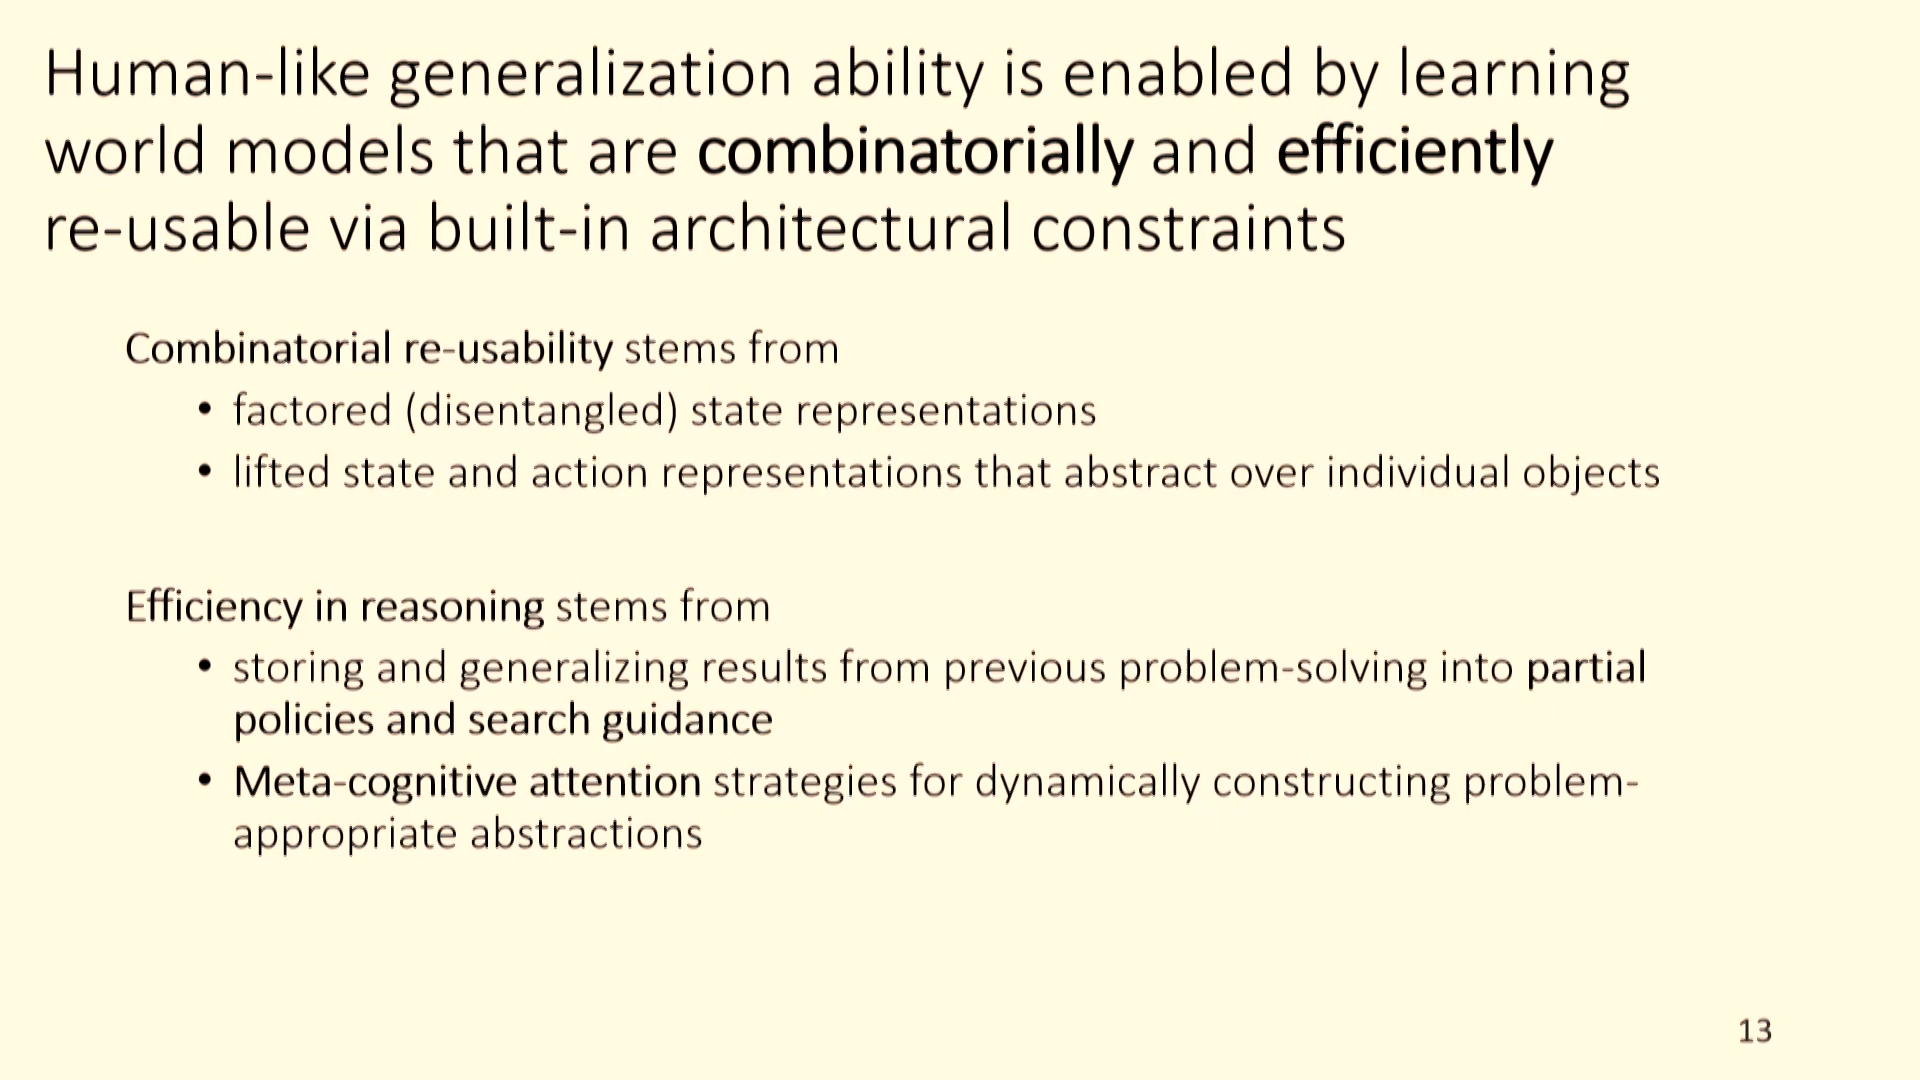 Human-like generalization ability is enabled by learning
world models that are combinatorially and efficiently
re-usable via built-in architectural constraints
Combinatorial re-usability stems from
• factored (disentangled) state representations
• lifted state and action representations that abstract over individual objects
Efficiency in reasoning stems from
• storing and generalizing results from previous problem-solving into partial
policies and search guidance
• Meta-cognitive attention strategies for dynamically constructing problem-
appropriate abstractions
13